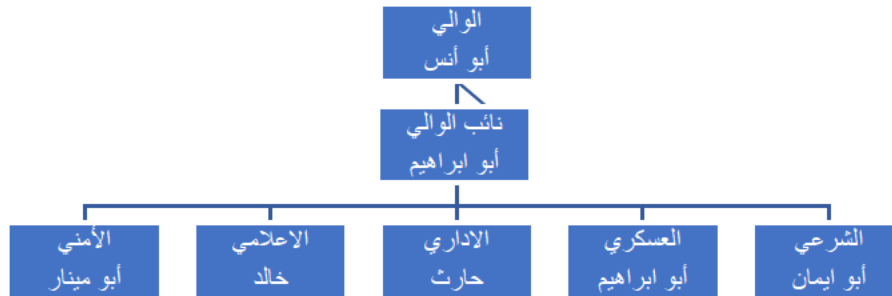 الوالي
أبو أنس
نائب الوالي
أبو ابراهيم
الشرعي
أبو ايمان
العسكري
أبو ابراهيم
الاداري
حارث
الاعلامي
خالد
الأمني
أبو مينار